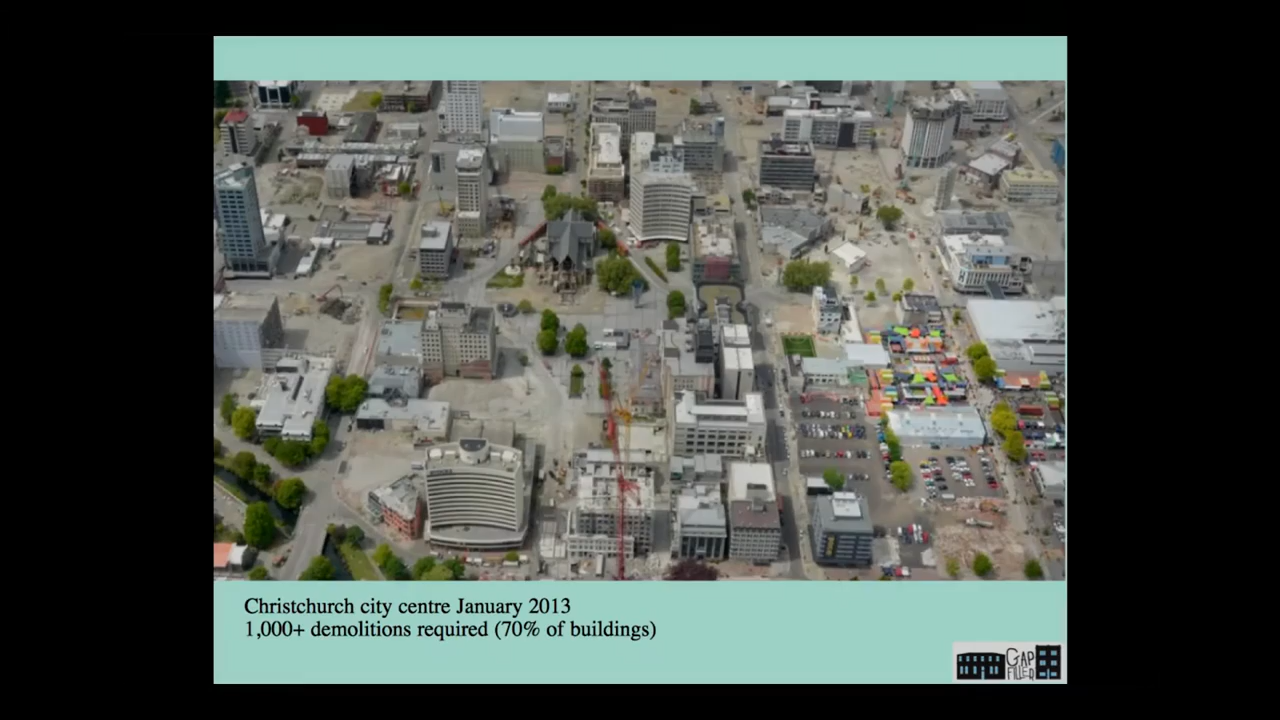 Christchurch city centre January 2013
1,000+ demolitions required (70% of buildings)
GAP
FILLER